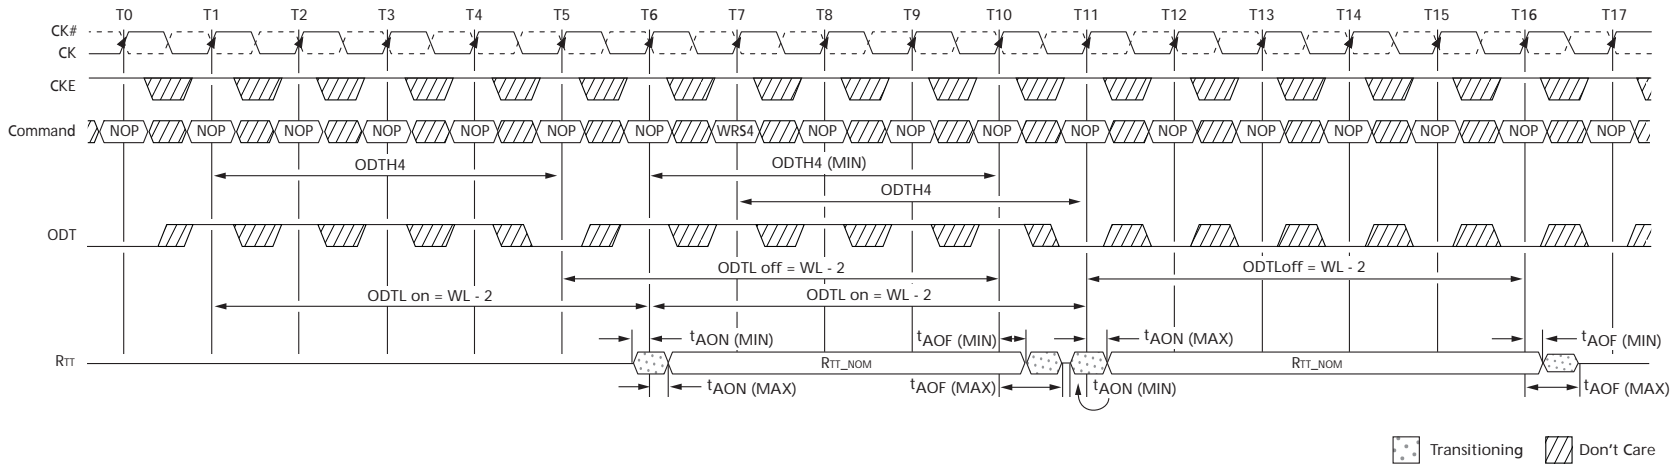 T0 T1 T2 T3 T4 T5 T6 T7 T8 T9 T10 T11 T12 T13 T14 T15 T16 T17
CK#
CK
CKE
Command NOP NOP NOP NOP NOP NOP NOP WRS4 NOP NOP NOP NOP NOP NOP NOP NOP NOP NOP
ODTH4 ODTH4 (MIN)
ODTH4
ODT
ODTL off = WL - 2 ODTLoff = WL - 2
ODTL on = WL - 2 ODTL on = WL - 2
tAON (MIN) tAOF (MIN) tAON (MAX) tAOF (MIN)
RTT RTT_NOM RTT_NOM
tAON (MAX) tAOF (MAX) tAON (MIN) tAOF (MAX)
Transitioning Don't Care